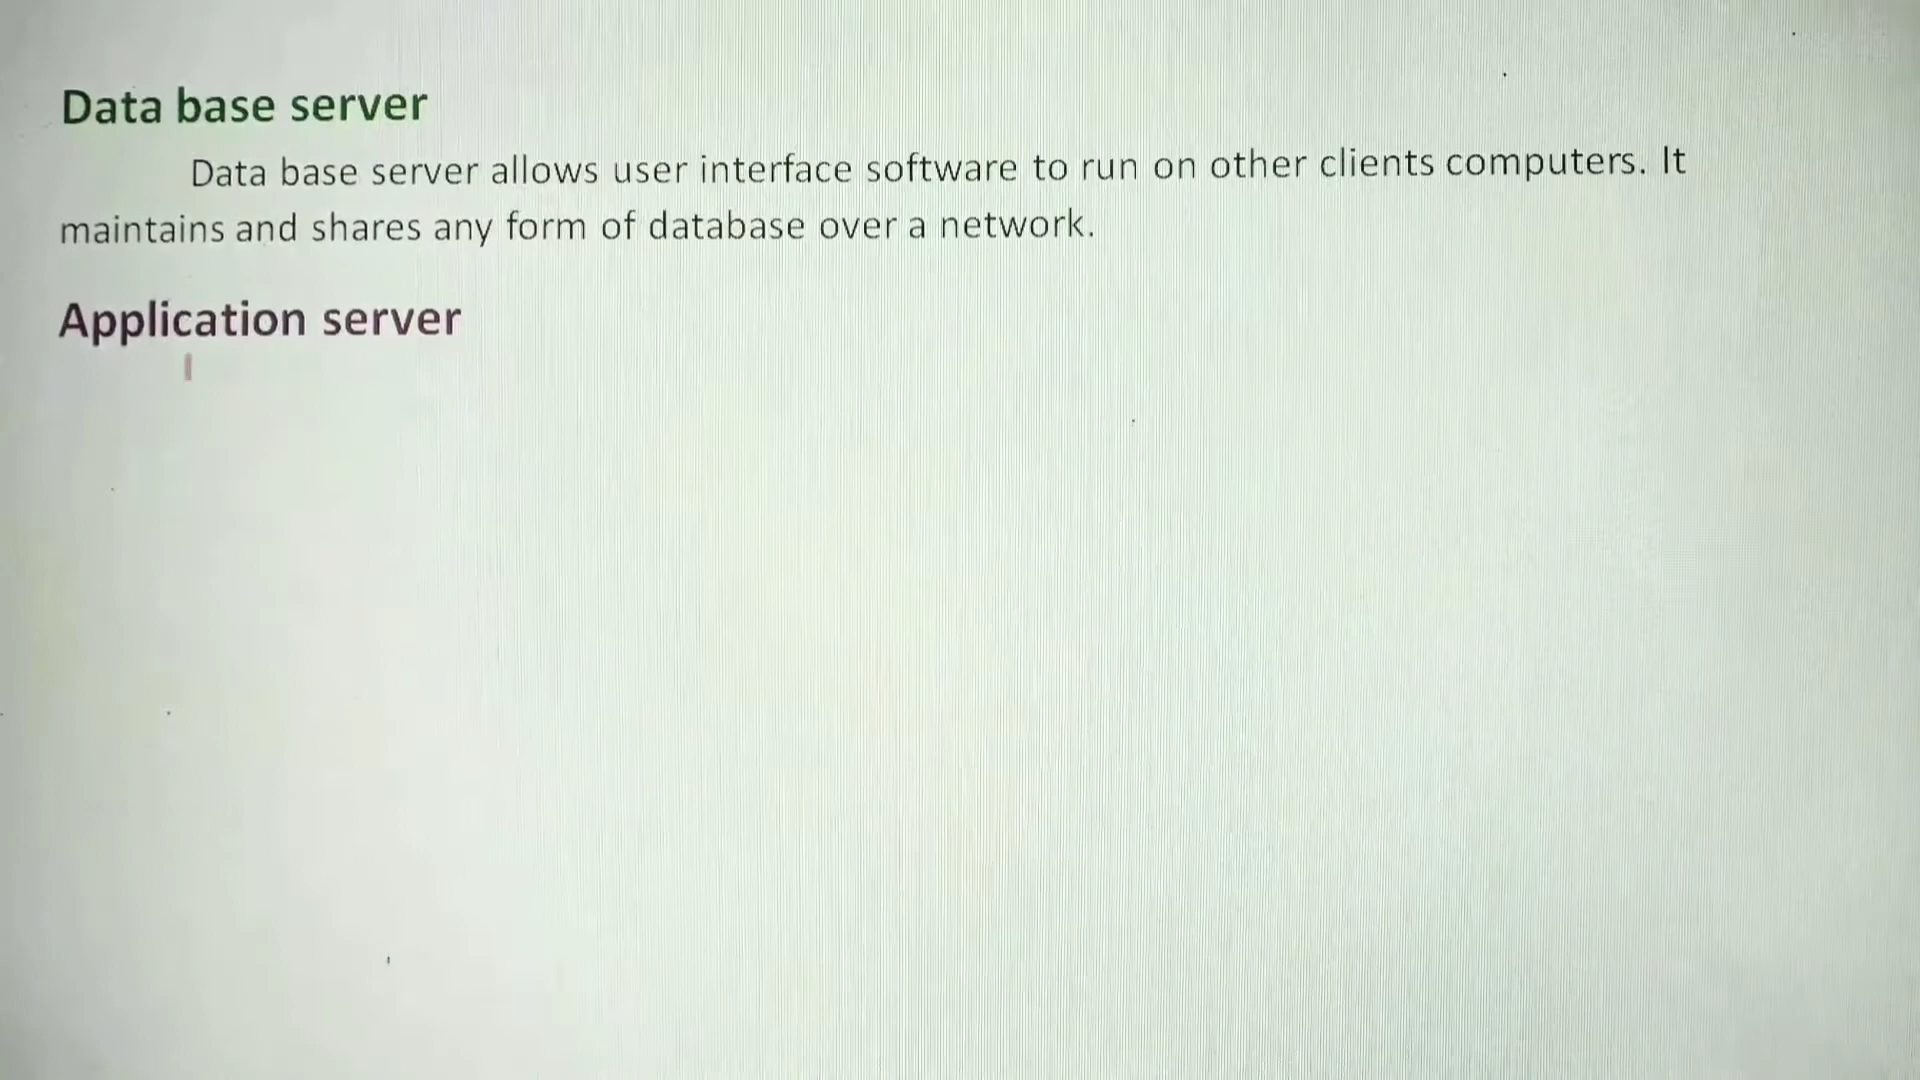 Data base server
Data base server allows user interface software to run on other clients computers. It
maintains and shares any form of database over a network.
Application server